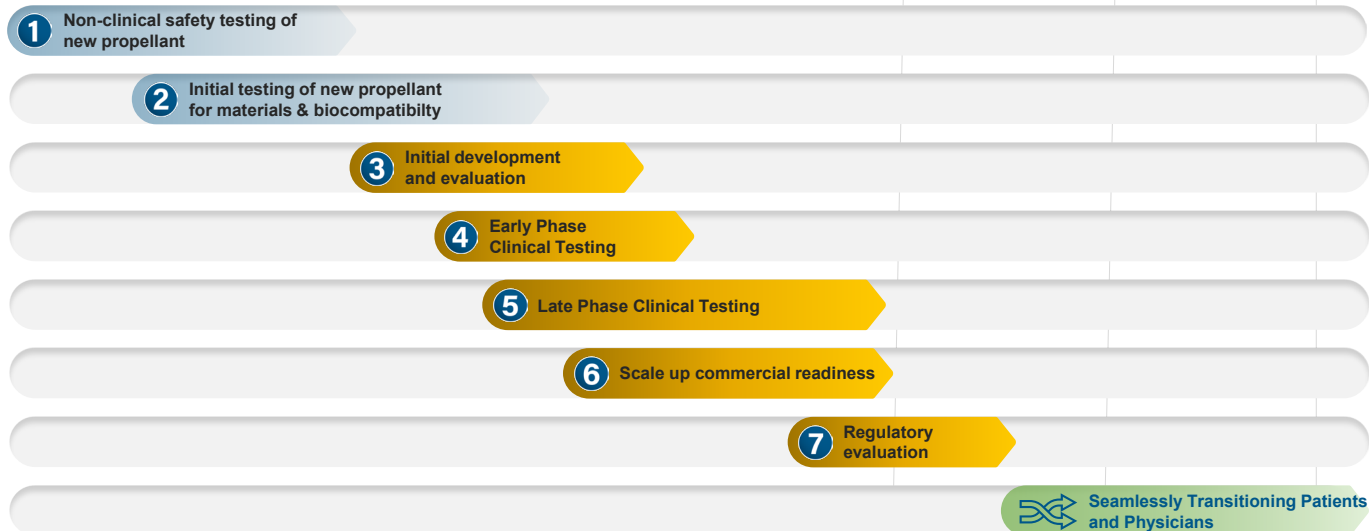 1
Non-clinical safety testing of
new propellant
2
Initial testing of new propellant
for materials & biocompatibilty
3
Initial development
and evaluation
4
Early Phase
Clinical Testing
5
Late Phase Clinical Testing
6
Scale up commercial readiness
7
Regulatory
evaluation
Seamlessly Transitioning Patients
and Physicians